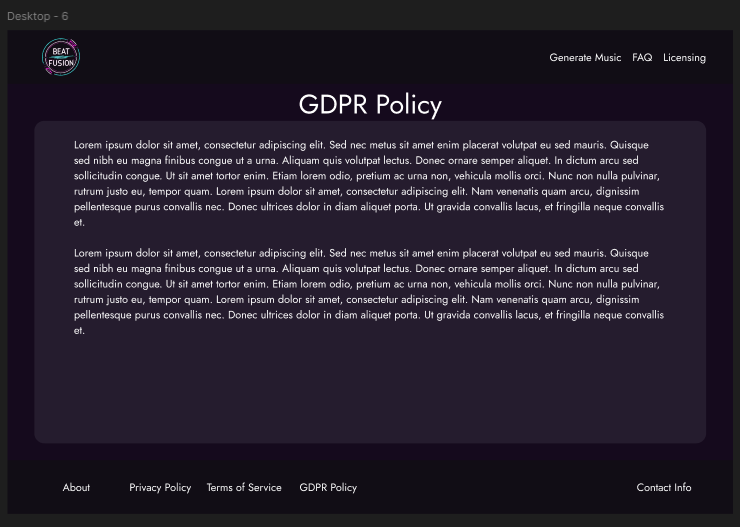 Desktop - 6
BEAT
FUSION
Generate Music FAQ Licensing
GDPR Policy
Lorem ipsum dolor sit amet, consectetur adipiscing elit. Sed nec metus sit amet enim placerat volutpat eu sed mauris. Quisque
sed nibh eu magna finibus congue ut a urna. Aliquam quis volutpat lectus. Donec ornare semper aliquet. In dictum arcu sed
sollicitudin congue. Ut sit amet tortor enim. Etiam lorem odio, pretium ac urna non, vehicula mollis orci. Nunc non nulla pulvinar,
rutrum justo eu, tempor quam. Lorem ipsum dolor sit amet, consectetur adipiscing elit. Nam venenatis quam arcu, dignissim
pellentesque purus convallis nec. Donec ultrices dolor in diam aliquet porta. Ut gravida convallis lacus, et fringilla neque convallis
et.
Lorem ipsum dolor sit amet, consectetur adipiscing elit. Sed nec metus sit amet enim placerat volutpat eu sed mauris. Quisque
sed nibh eu magna finibus congue ut a urna. Aliquam quis volutpat lectus. Donec ornare semper aliquet. In dictum arcu sed
sollicitudin congue. Ut sit amet tortor enim. Etiam lorem odio, pretium ac urna non, vehicula mollis orci. Nunc non nulla pulvinar,
rutrum justo eu, tempor quam. Lorem ipsum dolor sit amet, consectetur adipiscing elit. Nam venenatis quam arcu, dignissim
pellentesque purus convallis nec. Donec ultrices dolor in diam aliquet porta. Ut gravida convallis lacus, et fringilla neque convallis
et.
About Privacy Policy Terms of Service GDPR Policy Contact Info